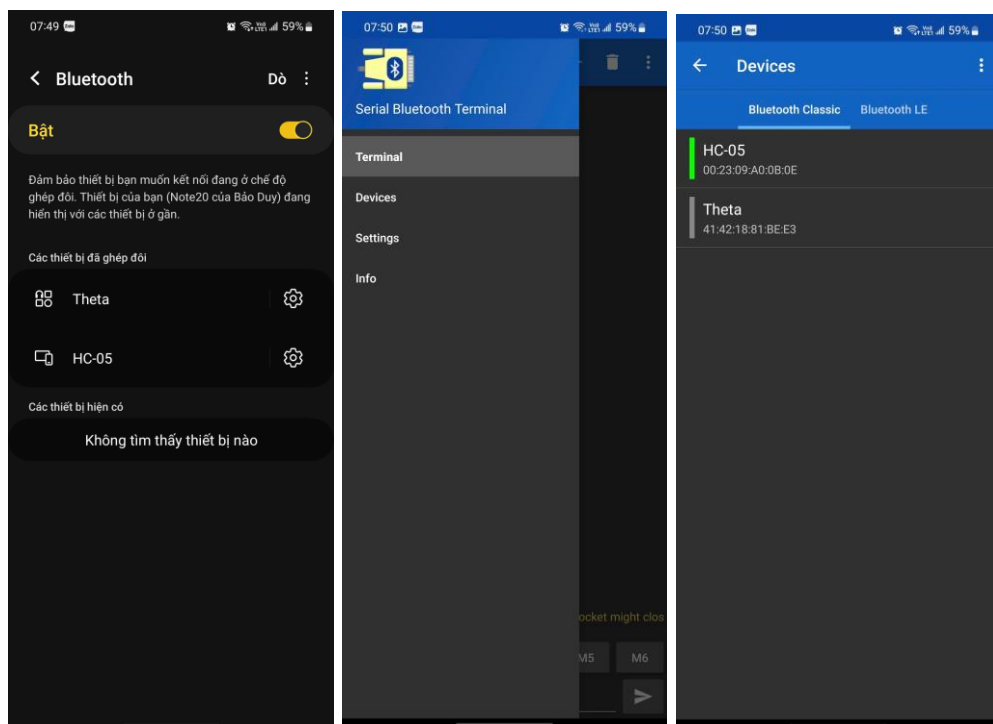 07:49
59%
Bluetooth
Dò
Bật
Đảm bảo thiết bị bạn muốn kết nối đang ở chế độ
ghép đôi. Thiết bị của bạn (Note20 của Bảo Duy) đang
hiển thị với các thiết bị ở gần.
Các thiết bị đã ghép đôi
Theta
HC-05
Các thiết bị hiện có
Không tìm thấy thiết bị nào
07:50
59%
Serial Bluetooth Terminal
Terminal
Devices
Settings
Info
ocket might clos
M5
M6
07:50
59%
Devices
Bluetooth Classic
Bluetooth LE
HC-05
00:23:09:A0:0B:0E
Theta
41:42:18:81:BE:E3